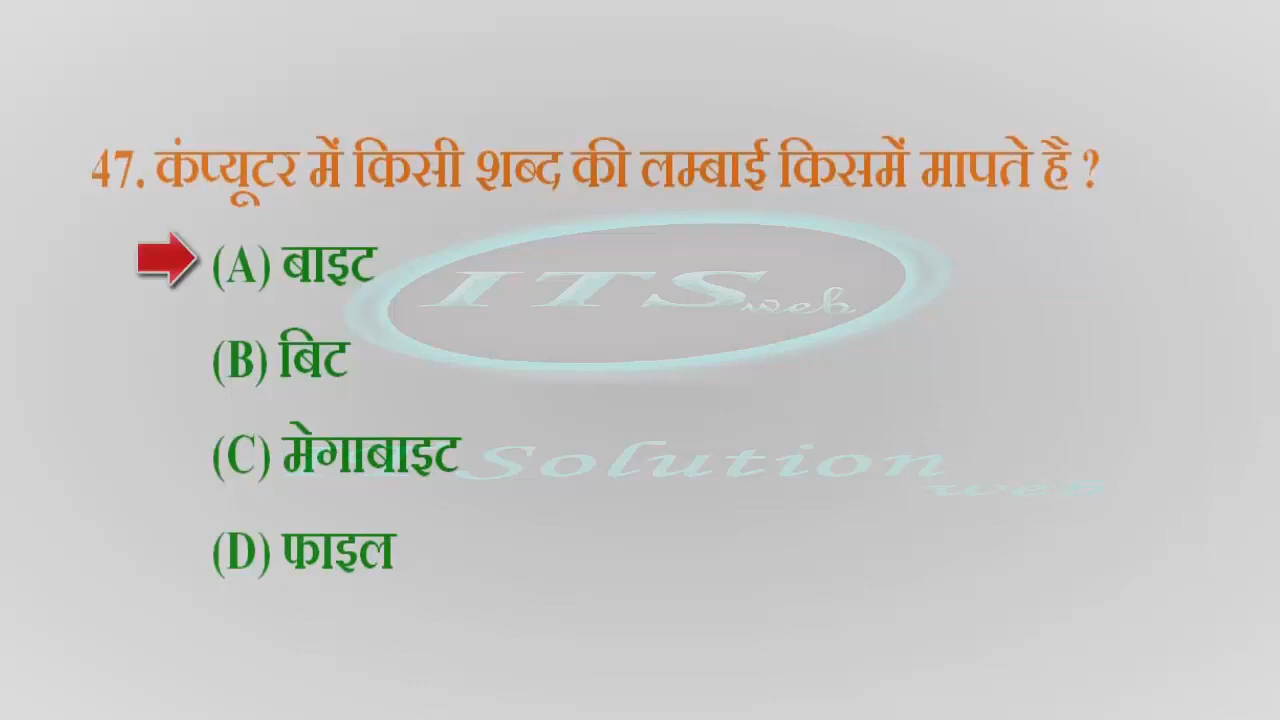 47. कंप्यूटर में किसी शब्द की लम्बाई किसमें मापते है ?
(A) बाइट
ITS web
(B) बिट
(C) मेगाबाइट
Solution web
(D) फाइल